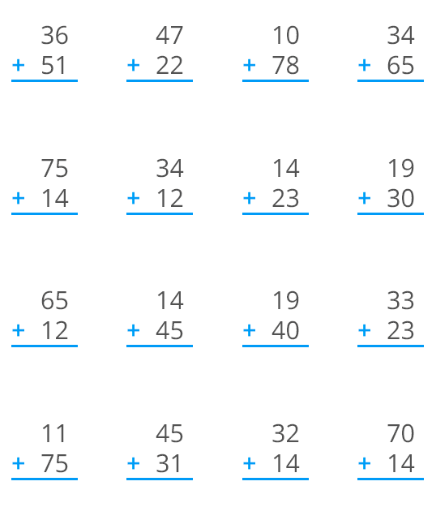 36 47 10 34
+ 51 + 22 + 78 + 65
75 34 14 19
+ 14 + 12 + 23 + 30
65 14 19 33
+ 12 + 45 + 40 + 23
11 45 32 70
+ 75 + 31 + 14 + 14